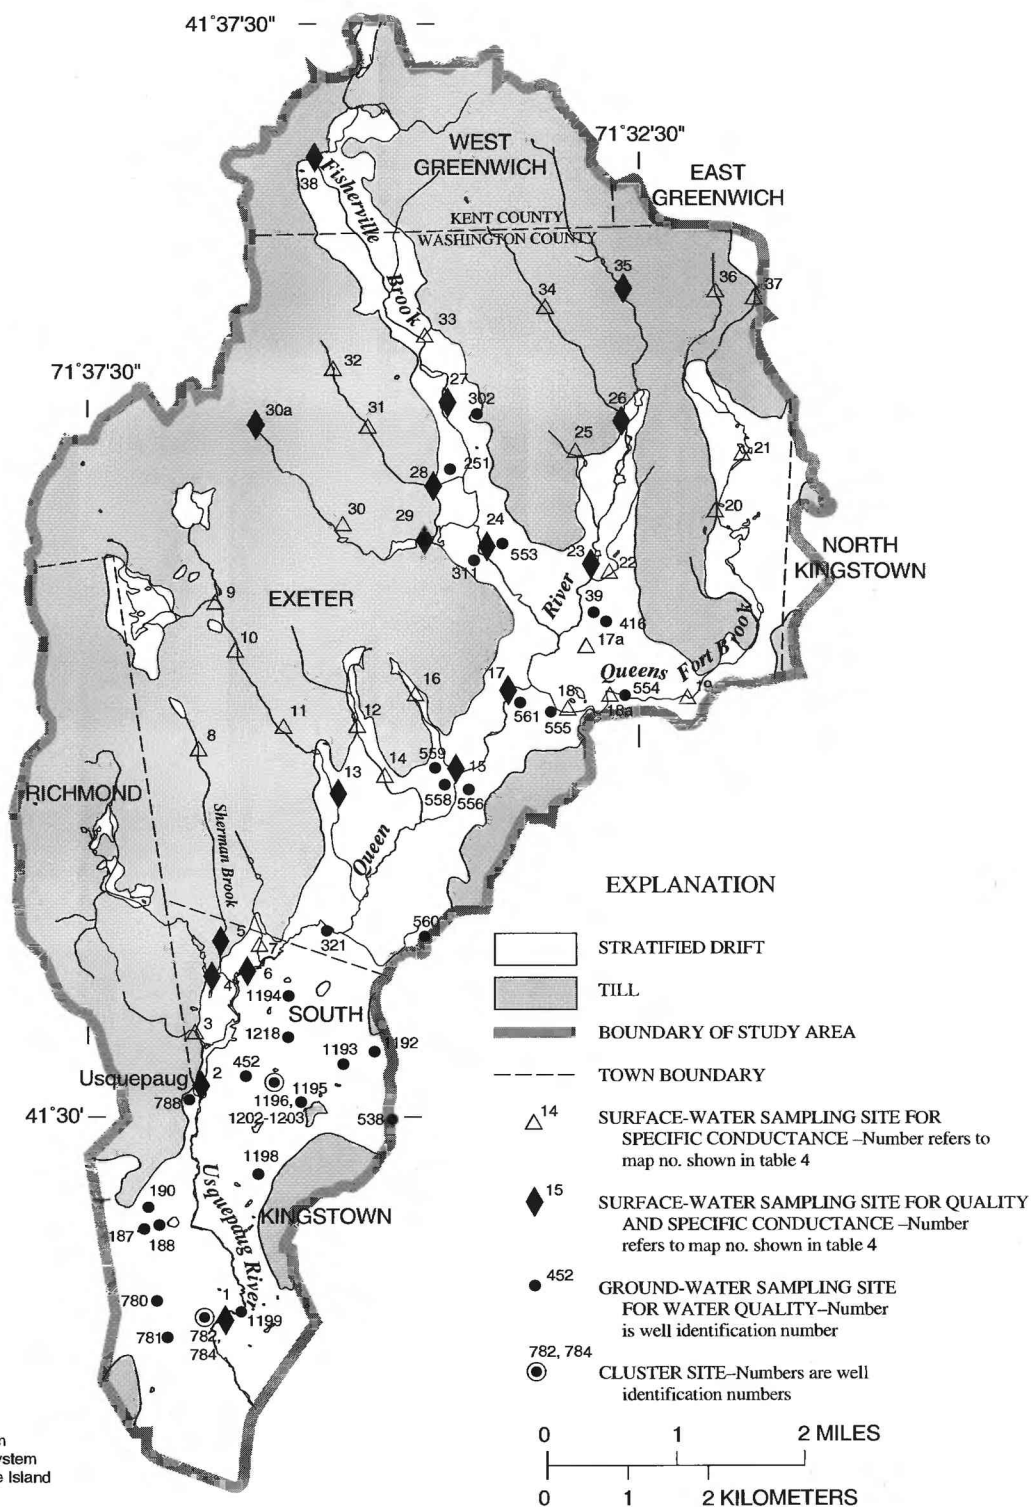 41°37'30"
71°32'30"
WEST
GREENWICH
EAST
GREENWICH
38
Fisherville
Brook
KENT COUNTY
WASHINGTON COUNTY
35
36
37
34
33
32
71°37'30"
27
302
30a
31
26
25
21
28
251
20
30
29
24
553
23
22
NORTH
KINGSTOWN
311
River
9
EXETER
39
416
10
17a
Queens Fort Brook
17
16
18
554
19
18a
561
555
11
12
8
559
15
14
13
558
556
RICHMOND
Sherman Brook
Queen
EXPLANATION
5
560
7
321
STRATIFIED DRIFT
6
4
1194
SOUTH
TILL
3
1218
1192
BOUNDARY OF STUDY AREA
1193
Usquepaug
2
452
TOWN BOUNDARY
788
1195
1196,
1202-1203
41°30'
538
14
SURFACE-WATER SAMPLING SITE FOR
SPECIFIC CONDUCTANCE –Number refers to
map no. shown in table 4
1198
Usquepaug River
190
KINGSTOWN
187
188
15
SURFACE-WATER SAMPLING SITE FOR QUALITY
AND SPECIFIC CONDUCTANCE –Number
refers to map no. shown in table 4
780
1
452
GROUND-WATER SAMPLING SITE
FOR WATER QUALITY–Number
is well identification number
1199
781
782,
784
782, 784
CLUSTER SITE–Numbers are well
identification numbers
0 1 2 MILES
0 1 2 KILOMETERS
Island